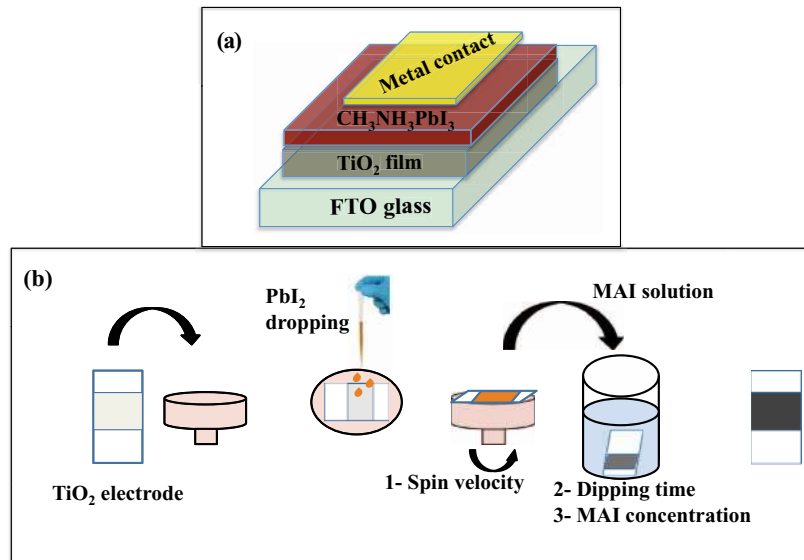 (a)
Metal contact
CH₃NH₃PbI₃
TiO₂ film
FTO glass
(b)
PbI₂
dropping
MAI solution
TiO₂ electrode
1- Spin velocity
2- Dipping time
3- MAI concentration